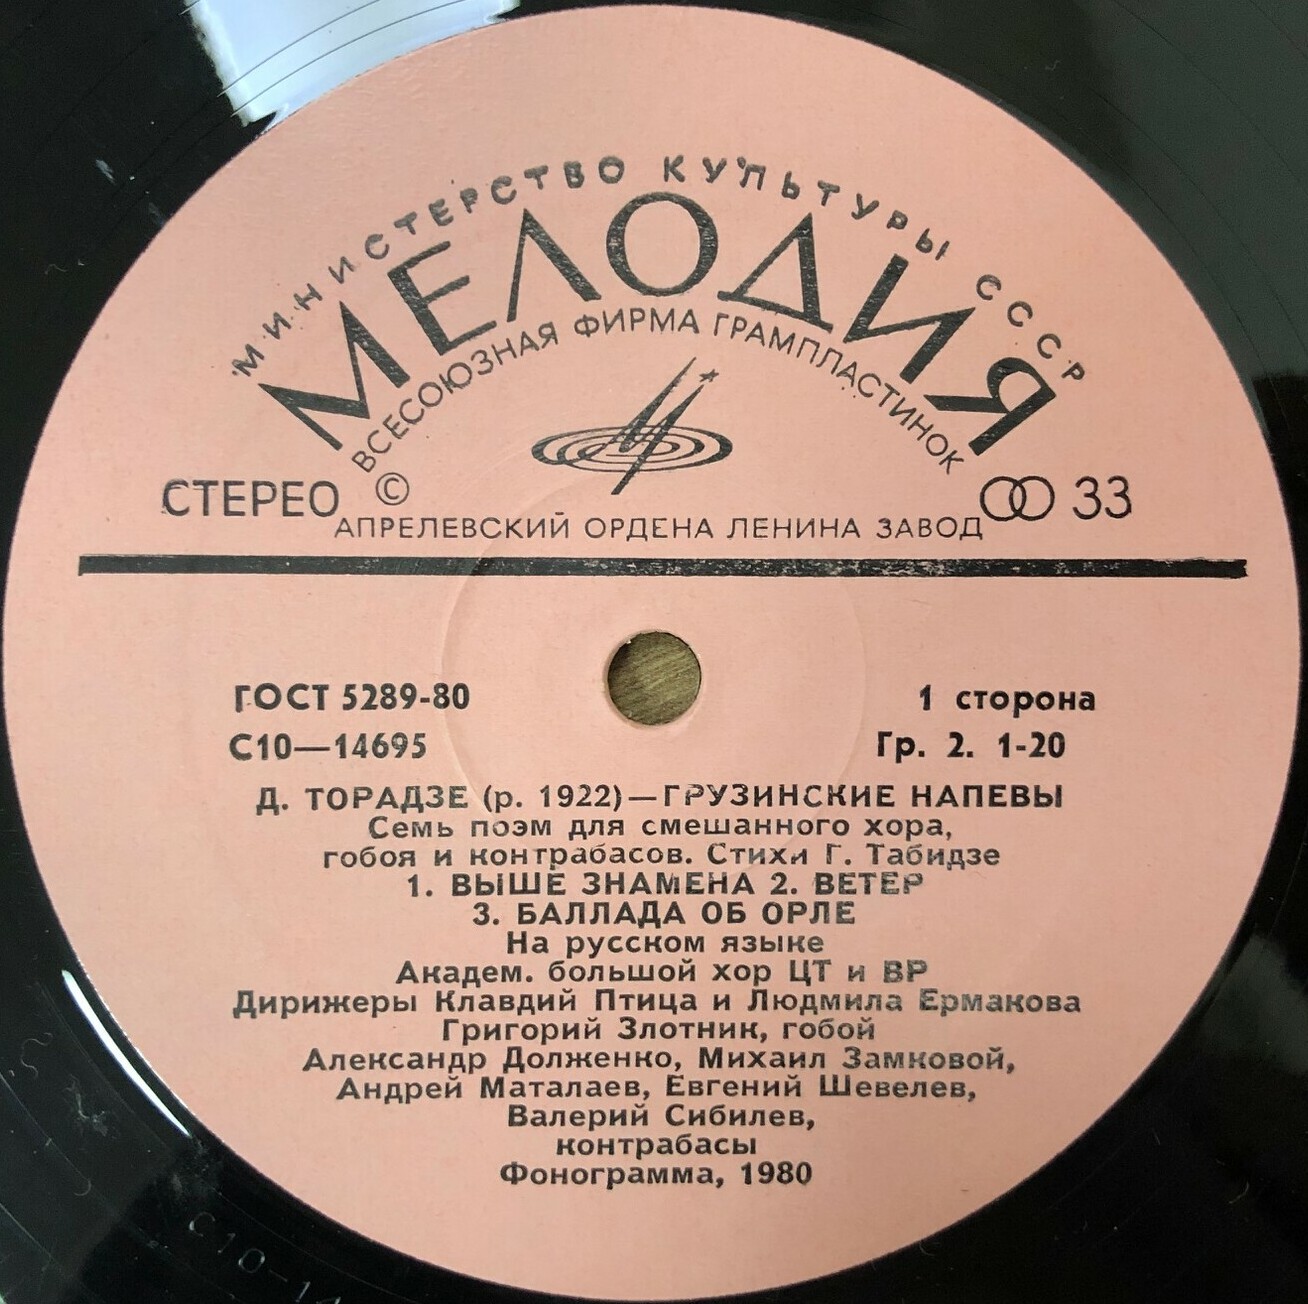 МИНИСТЕРСТВО КУЛЬТУРЫ СССР
МЕЛОДИЯ
ВСЕСОЮЗНАЯ ФИРМА ГРАМПЛАСТИНОК
СТЕРЕО © 33
АПРЕЛЕВСКИЙ ОРДЕНА ЛЕНИНА ЗАВОД
ГОСТ 5289-80 1 сторона
С10—14695 Гр. 2. 1-20
Д. ТОРАДЗЕ (р. 1922)—ГРУЗИНСКИЕ НАПЕВЫ
Семь поэм для смешанного хора,
гобоя и контрабасов. Стихи Г. Табидзе
1. ВЫШЕ ЗНАМЕНА 2. ВЕТЕР
3. БАЛЛАДА ОБ ОРЛЕ
На русском языке
Академ. большой хор ЦТ и ВР
Дирижеры Клавдий Птица и Людмила Ермакова
Григорий Злотник, гобой
Александр Долженко, Михаил Замковой,
Андрей Маталаев, Евгений Шевелев,
Валерий Сибилев,
контрабасы
Фонограмма, 1980
С10-14